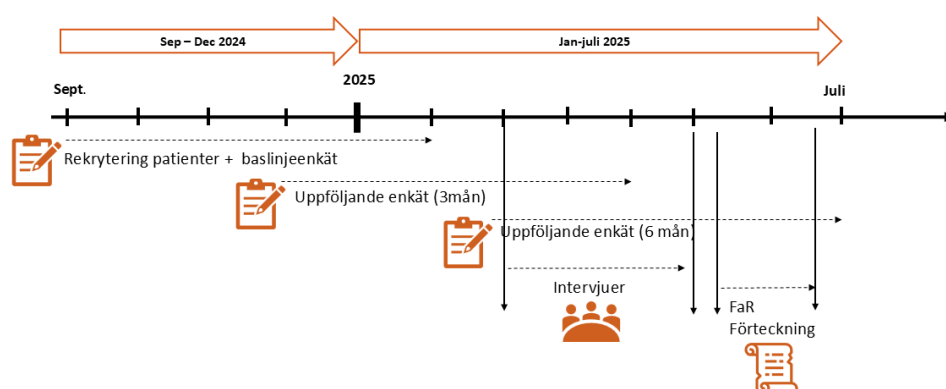 Sep – Dec 2024
Jan-juli 2025
Sept.
2025
Juli
Rekrytering patienter + baslinjeenkät
Uppföljande enkät (3mån)
Uppföljande enkät (6 mån)
Intervjuer
FaR
Förteckning